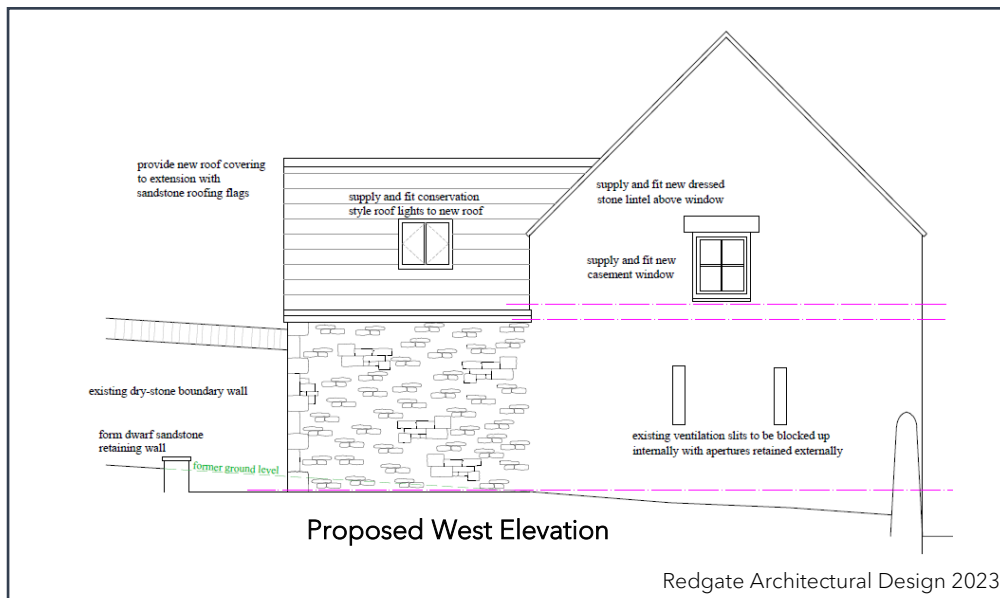 provide new roof covering
to extension with
sandstone roofing flags
supply and fit conservation
style roof lights to new roof
supply and fit new dressed
stone lintel above window
supply and fit new
casement window
existing dry-stone boundary wall
form dwarf sandstone
retaining wall
former ground level
existing ventilation slits to be blocked up
internally with apertures retained externally
Proposed West Elevation
Redgate Architectural Design 2023